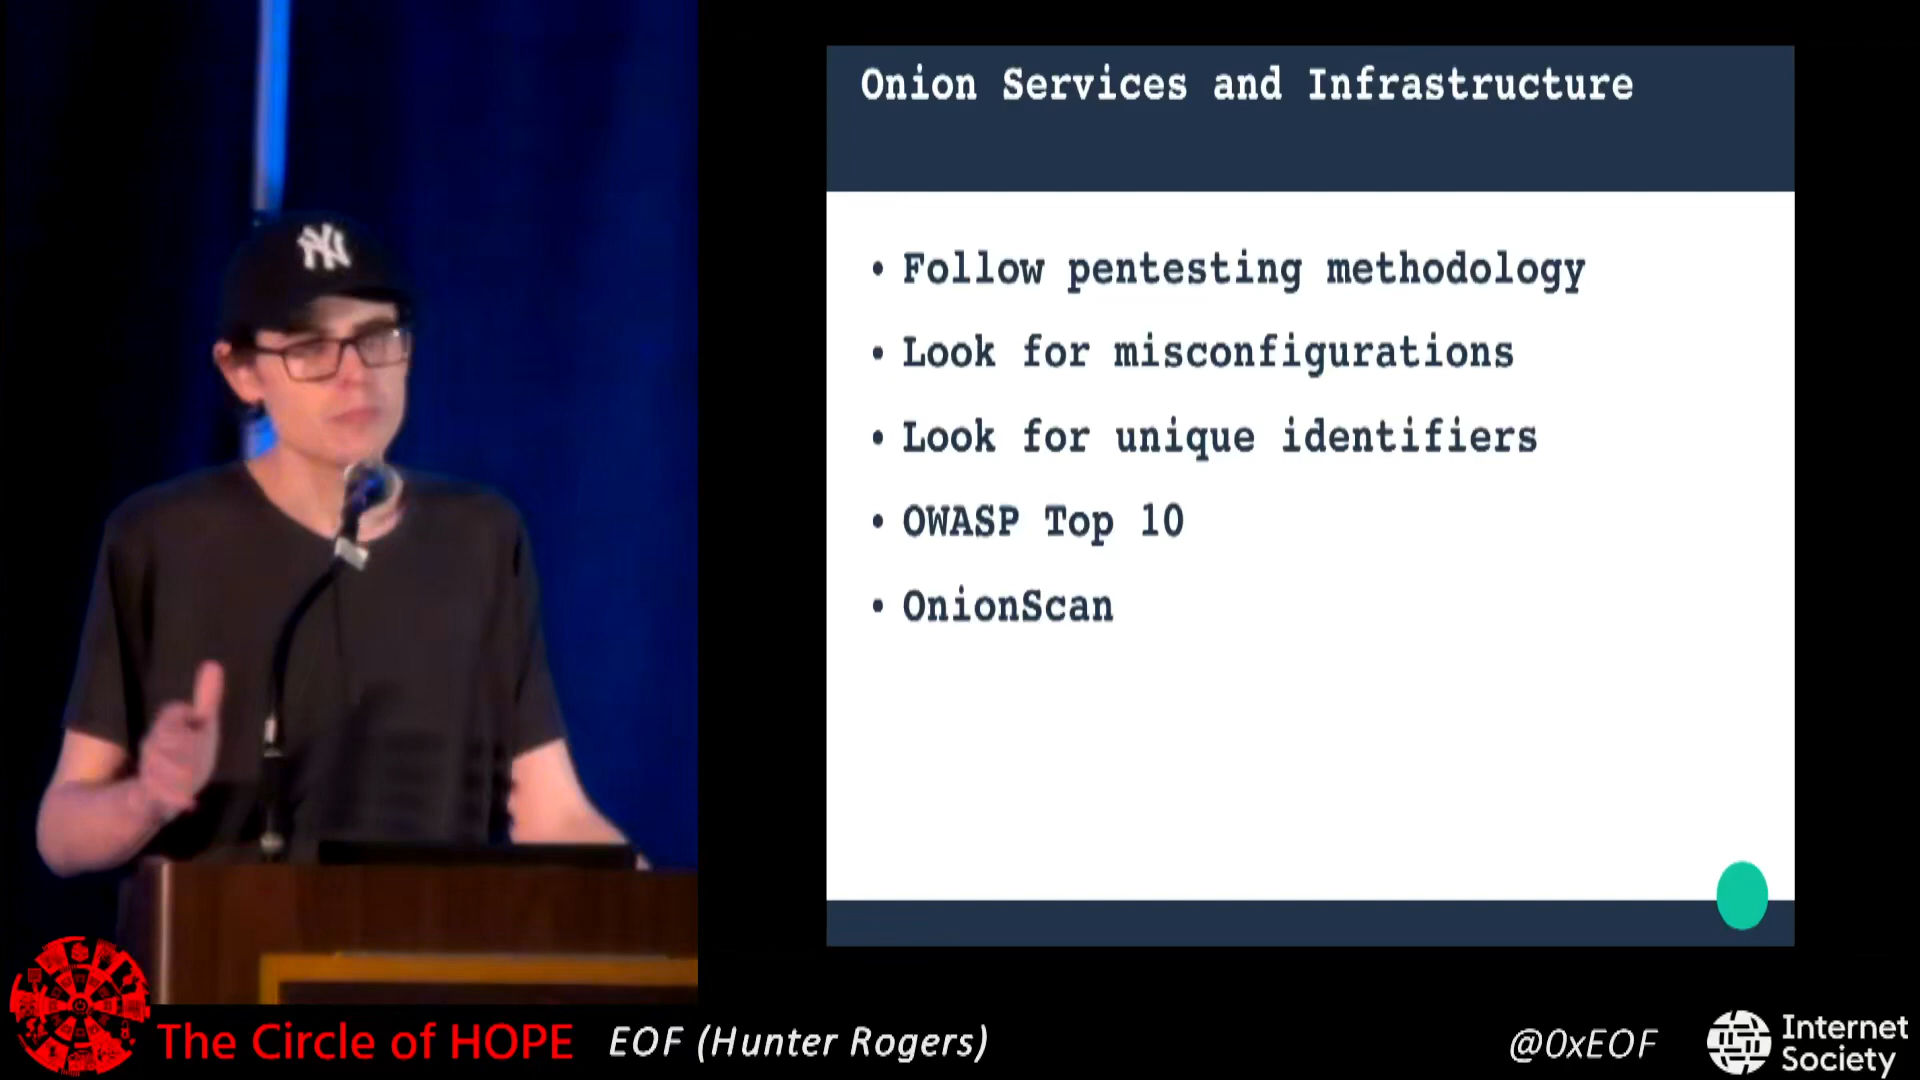 Onion Services and Infrastructure
• Follow pentesting methodology
• Look for misconfigurations
• Look for unique identifiers
• OWASP Top 10
• OnionScan
NY
The Circle of HOPE
EOF (Hunter Rogers)
@0xEOF
Internet
Society